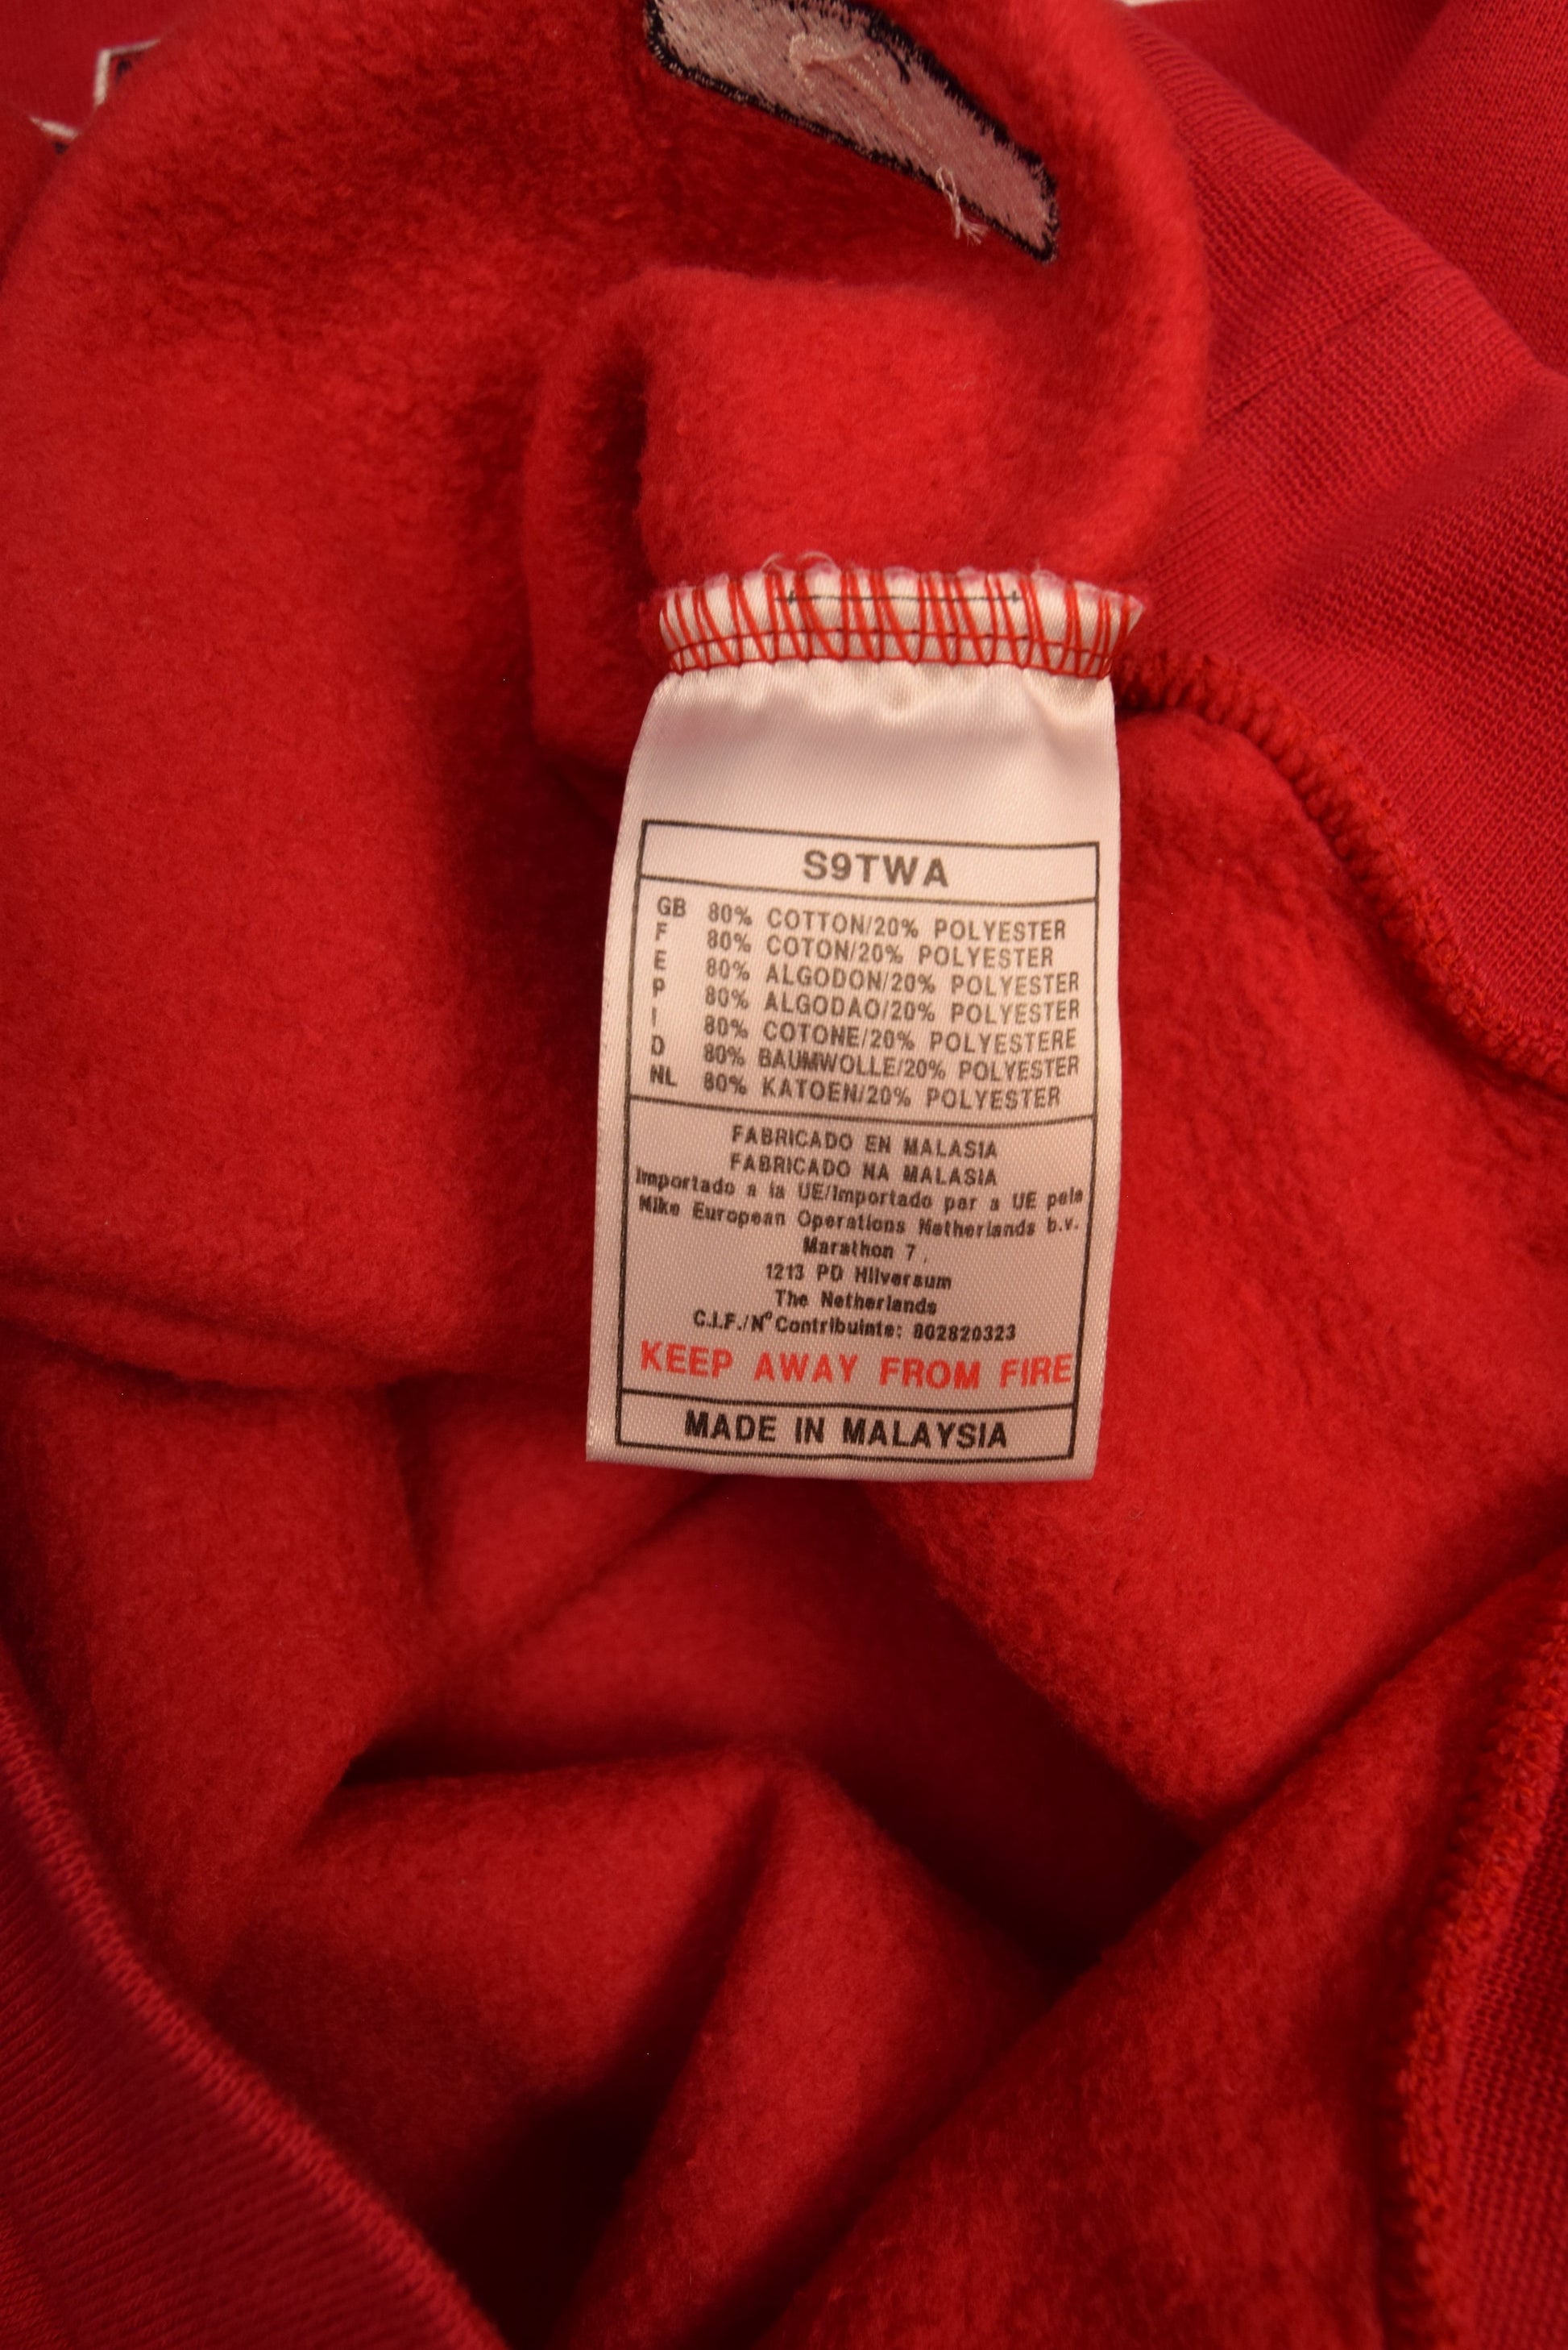 S9TWA
GB 80% COTTON/20% POLYESTER
F 80% COTON/20% POLYESTER
E 80% ALGODON/20% POLYESTER
P 80% ALGODAO/20% POLYESTER
I 80% COTONE/20% POLYESTERE
D 80% BAUMWOLLE/20% POLYESTER
NL 80% KATOEN/20% POLYESTER
FABRICADO EN MALASIA
FABRICADO NA MALASIA
Importado a la UE/Importado par a UE pela
Nike European Operations Netherlands b.v.
Marathon 7,
1213 PD Hilversum
The Netherlands
C.I.F./Nº Contribuinte: 802820323
KEEP AWAY FROM FIRE
MADE IN MALAYSIA